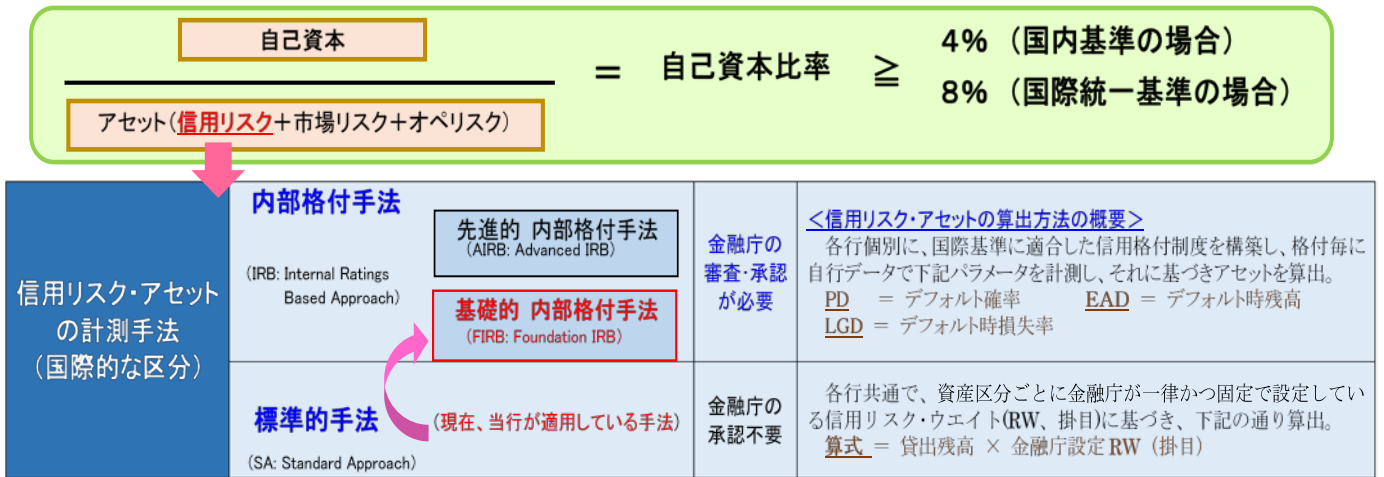 自己資本
アセット(信用リスク+市場リスク+オペリスク)
= 自己資本比率 ≧
4% (国内基準の場合)
8% (国際統一基準の場合)
信用リスク・アセット
の計測手法
(国際的な区分)
内部格付手法
(IRB: Internal Ratings
Based Approach)
先進的 内部格付手法
(AIRB: Advanced IRB)
基礎的 内部格付手法
(FIRB: Foundation IRB)
金融庁の
審査・承認
が必要
<信用リスク・アセットの算出方法の概要>
各行個別に、国際基準に適合した信用格付制度を構築し、格付毎に
自行データで下記パラメータを計測し、それに基づきアセットを算出。
PD = デフォルト確率 EAD = デフォルト時残高
LGD = デフォルト時損失率
標準的手法
(SA: Standard Approach)
(現在、当行が適用している手法)
金融庁の
承認不要
各行共通で、資産区分ごとに金融庁が一律かつ固定で設定してい
る信用リスク・ウエイト(RW、掛目)に基づき、下記の通り算出。
算式 = 貸出残高 × 金融庁設定RW (掛目)